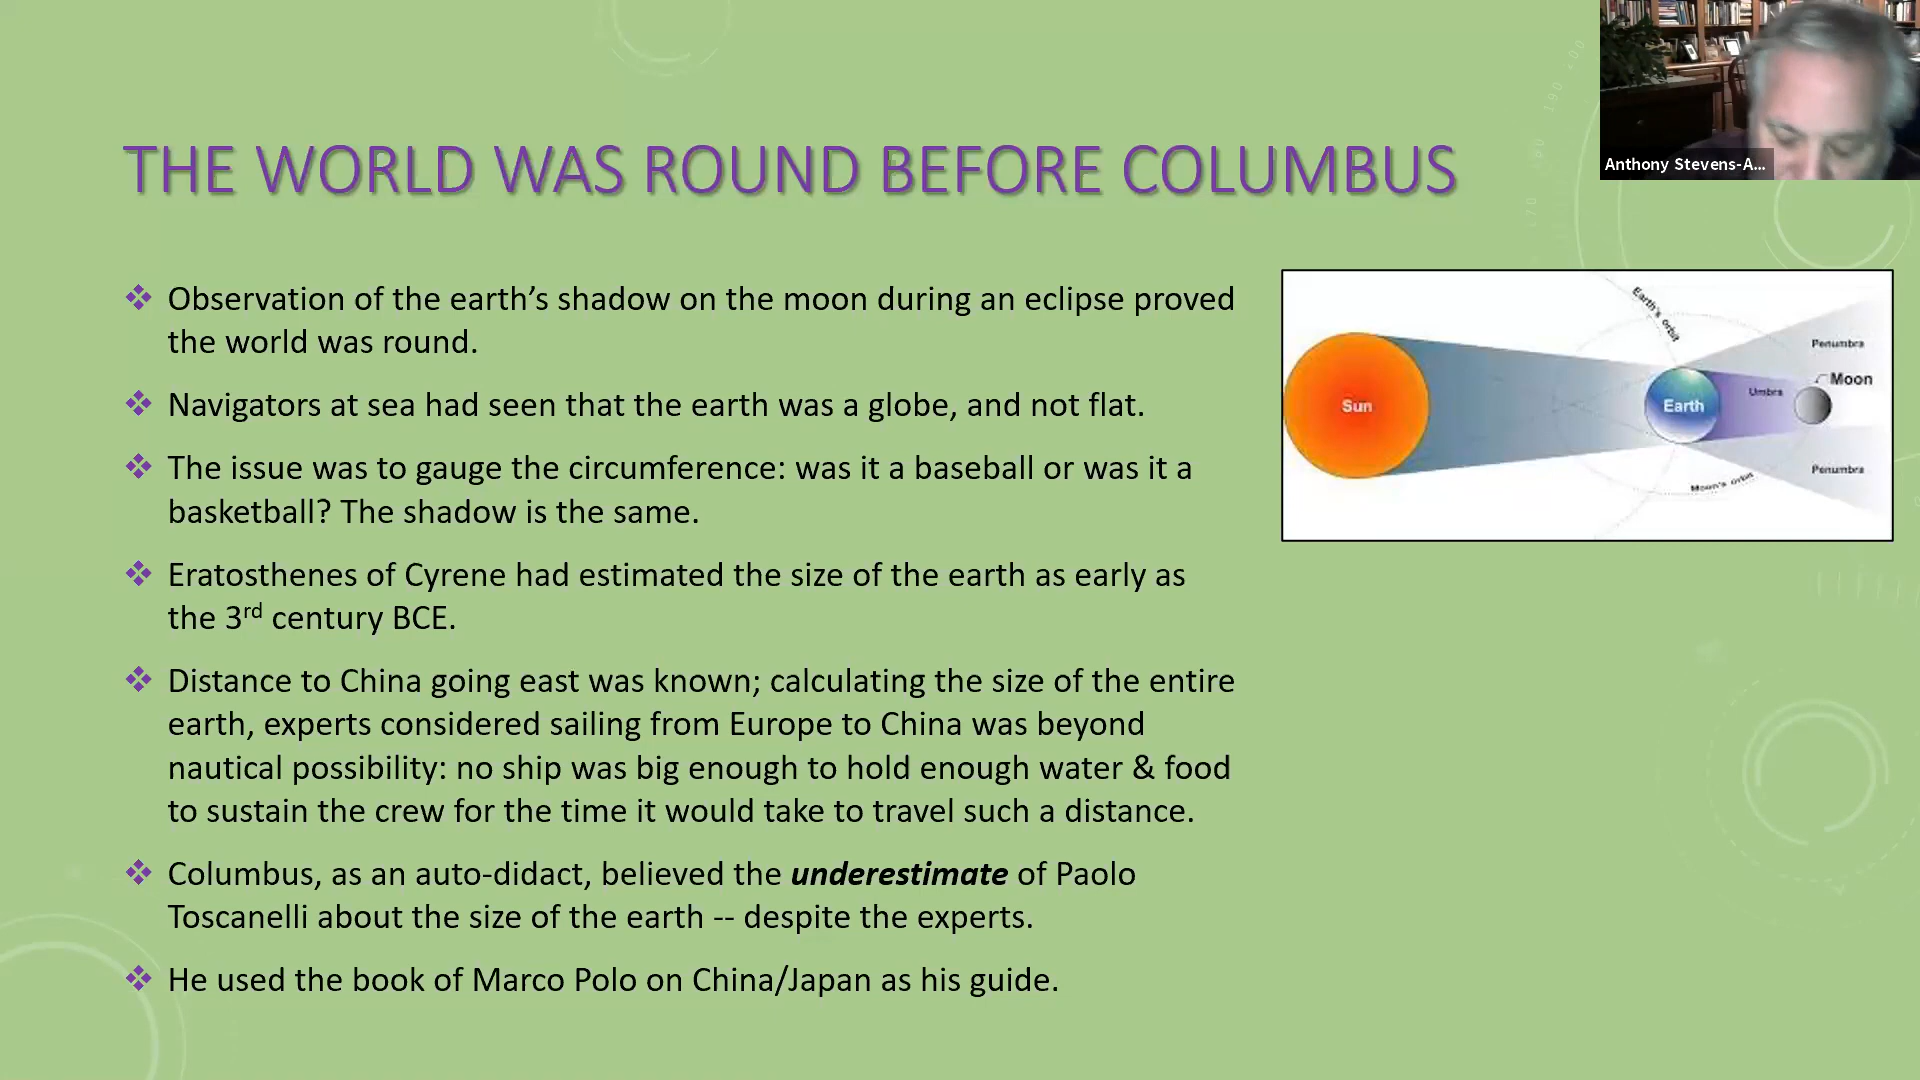 THE WORLD WAS ROUND BEFORE COLUMBUS
Anthony Stevens-A...
Observation of the earth’s shadow on the moon during an eclipse proved
the world was round.
Navigators at sea had seen that the earth was a globe, and not flat.
The issue was to gauge the circumference: was it a baseball or was it a
basketball? The shadow is the same.
Eratosthenes of Cyrene had estimated the size of the earth as early as
the 3rd century BCE.
Distance to China going east was known; calculating the size of the entire
earth, experts considered sailing from Europe to China was beyond
nautical possibility: no ship was big enough to hold enough water & food
to sustain the crew for the time it would take to travel such a distance.
Columbus, as an auto-didact, believed the underestimate of Paolo
Toscanelli about the size of the earth -- despite the experts.
He used the book of Marco Polo on China/Japan as his guide.
Earth's orbit
Penumbra
Moon
Umbra
Sun
Earth
Penumbra
Moon's orbit
190 200
170